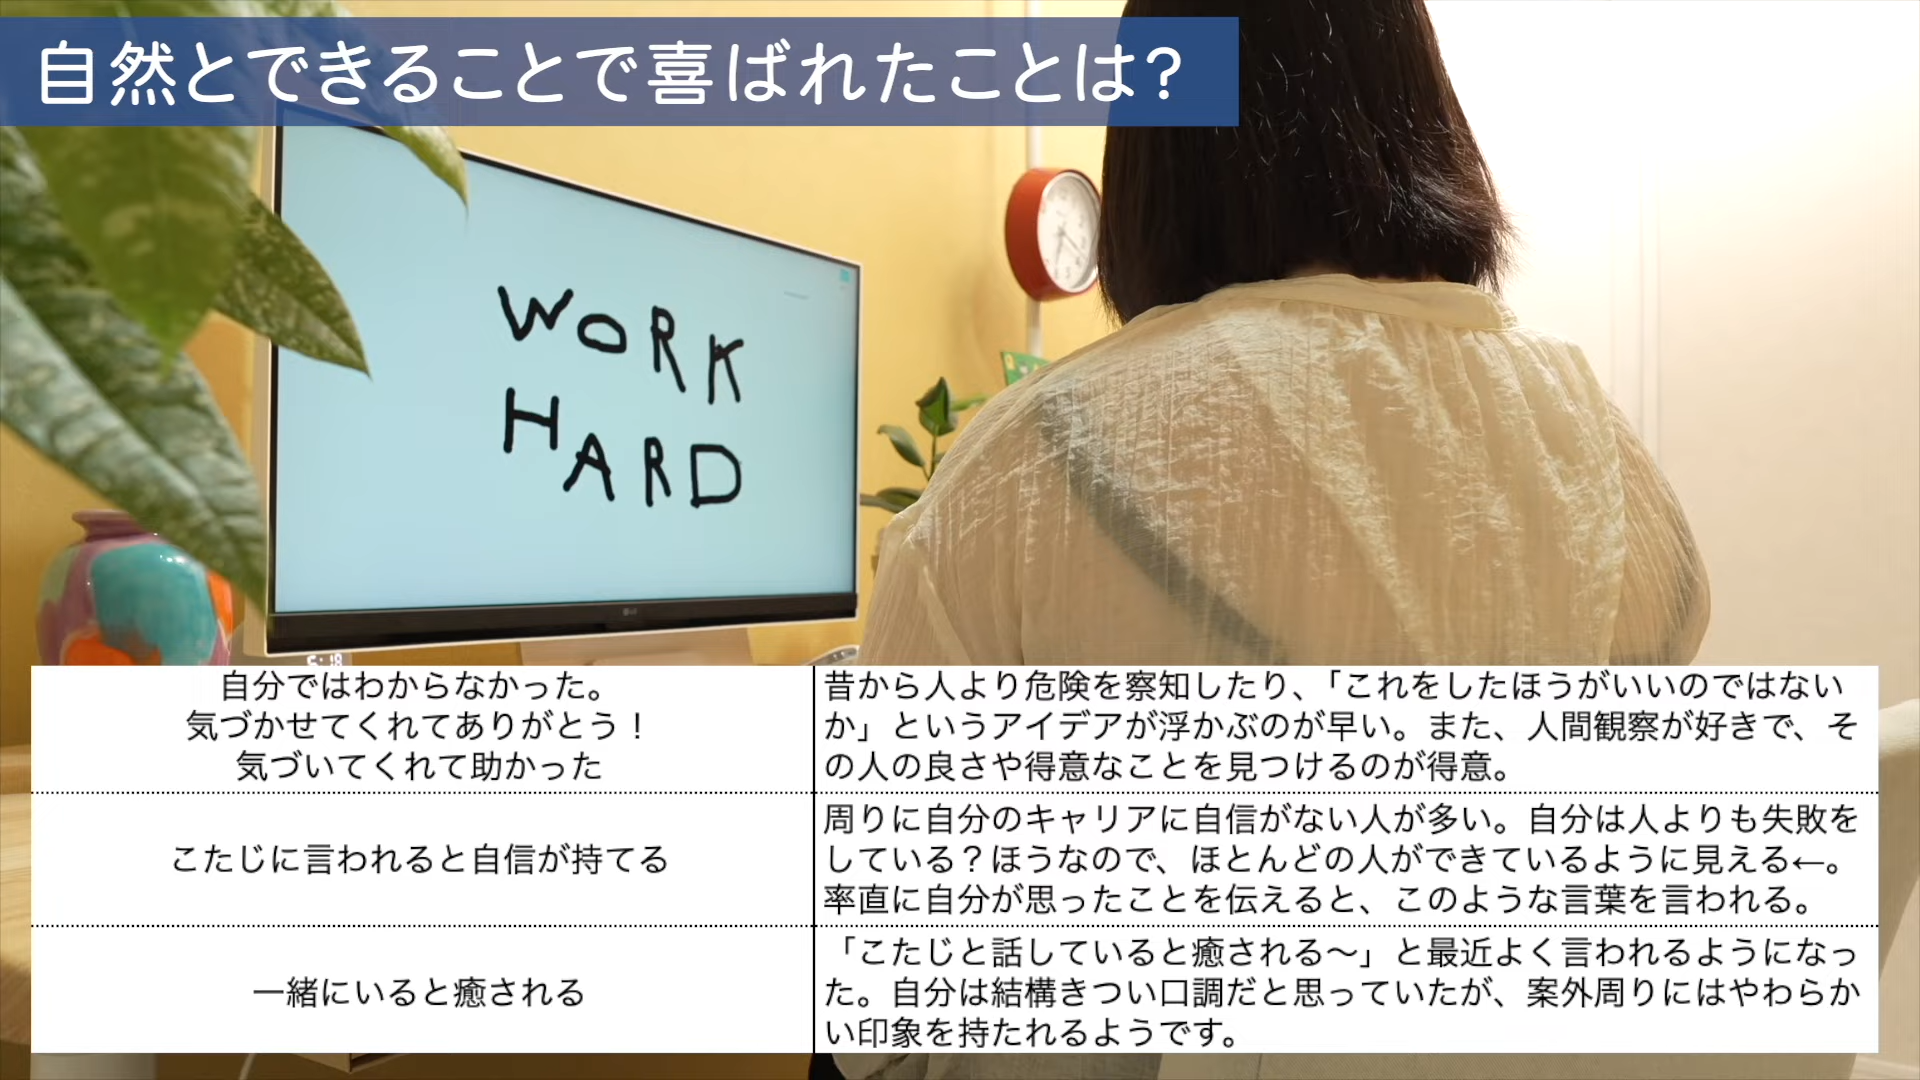 自然とできることで喜ばれたことは？
WORK
HARD
LG
5:18
自分ではわからなかった。
気づかせてくれてありがとう！
気づいてくれて助かった
昔から人より危険を察知したり、「これをしたほうがいいのではない
か」というアイデアが浮かぶのが早い。また、人間観察が好きで、そ
の人の良さや得意なことを見つけるのが得意。
こたじに言われると自信が持てる
周りに自分のキャリアに自信がない人が多い。自分は人よりも失敗を
している？ほうなので、ほとんどの人ができているように見える←。
率直に自分が思ったことを伝えると、このような言葉を言われる。
一緒にいると癒される
「こたじと話していると癒される〜」と最近よく言われるようになっ
た。自分は結構きつい口調だと思っていたが、案外周りにはやわらか
い印象を持たれるようです。